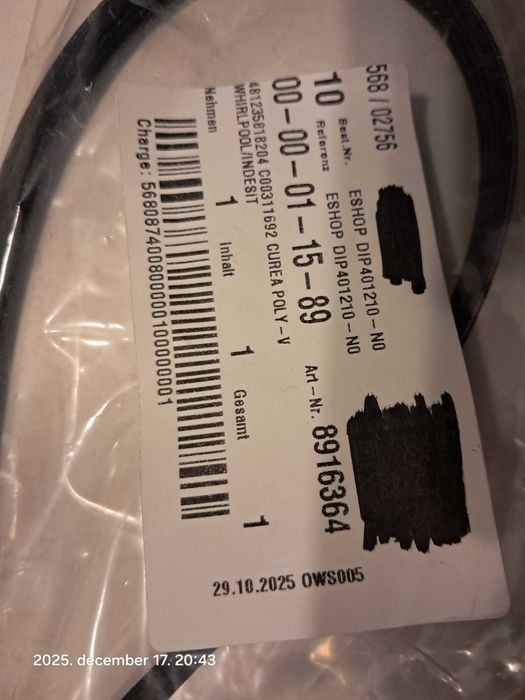 568 / 02756
Best.Nr. ESHOP DIP401210-NO
10 Referenz ESHOP DIP401210-NO
00-00-01-15-89 Art-Nr. 8916364
481235818204 C00311692 CUREA POLY-V
WHIRLPOOL/INDESIT
Nehmen 1 Inhalt 1 Gesamt 1
Charge: 568087400800000100000001
29.10.2025 OWS005
2025. december 17. 20:43